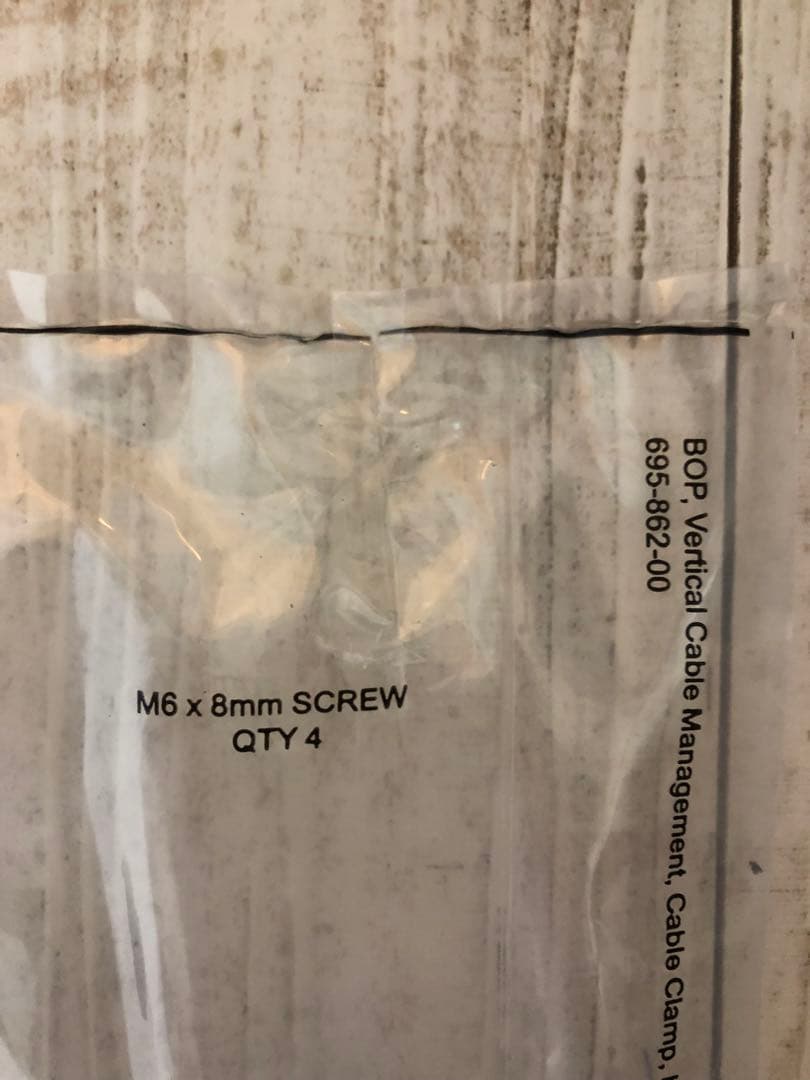 BOP, Vertical Cable Management, Cable Clamp,
695-862-00
M6 x 8mm SCREW
QTY 4